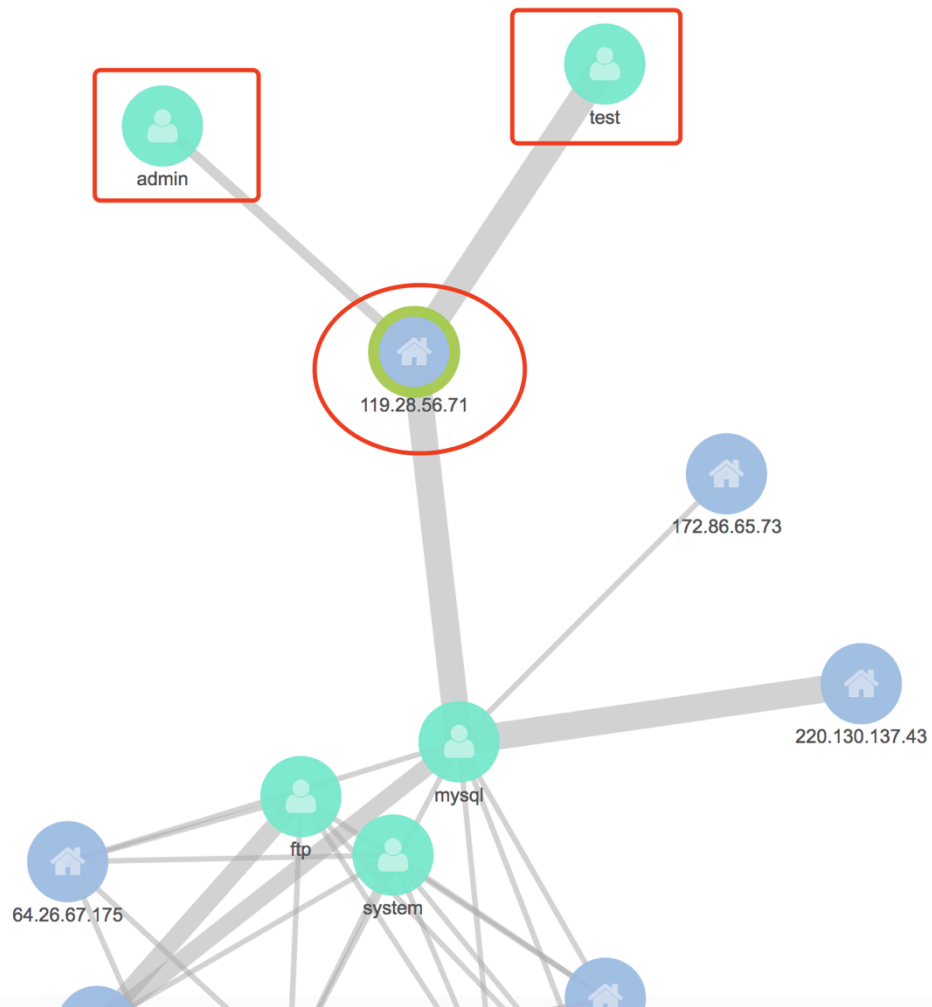 test
admin
119.28.56.71
172.86.65.73
220.130.137.43
mysql
ftp
system
64.26.67.175